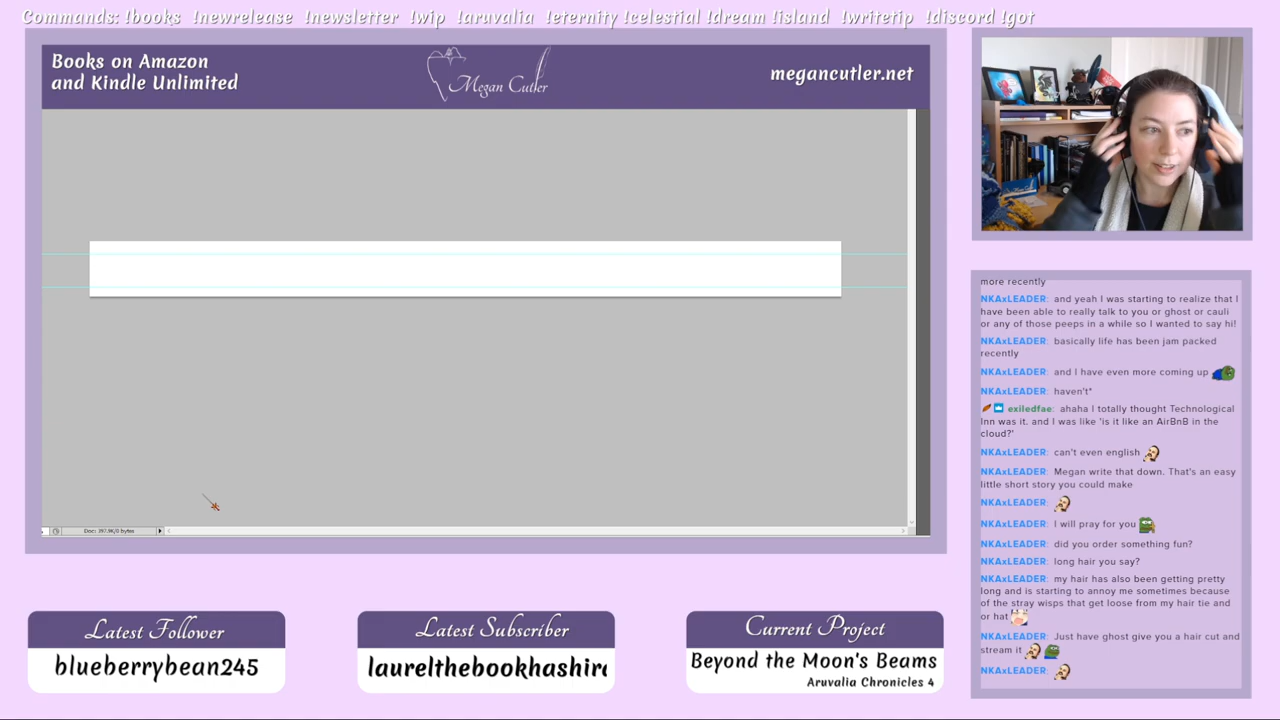 Commands: !books !newrelease !newsletter !wip !aruvalia !eternity !celestial !dream !island !writetip !discord !got
Books on Amazon
and Kindle Unlimited
Megan Cutler
megancutler.net
more recently
NKAxLEADER: and yeah I was starting to realize that I
have been able to really talk to you or ghost or cauli
or any of those peeps in a while so I wanted to say hi!
NKAxLEADER: basically life has been jam packed
recently
NKAxLEADER: and I have even more coming up
NKAxLEADER: haven't*
exiledfae: ahaha I totally thought Technological
Inn was it. and I was like 'is it like an AirBnB in the
cloud?'
NKAxLEADER: can't even english
NKAxLEADER: Megan write that down. That's an easy
little short story you could make
NKAxLEADER:
NKAxLEADER: I will pray for you
NKAxLEADER: did you order something fun?
NKAxLEADER: long hair you say?
NKAxLEADER: my hair has also been getting pretty
long and is starting to annoy me sometimes because
of the stray wisps that get loose from my hair tie and
or hat
NKAxLEADER: Just have ghost give you a hair cut and
stream it
NKAxLEADER:
Doc: 397.9K/0 bytes
Latest Follower
blueberrybean245
Latest Subscriber
laurelthebookhashira
Current Project
Beyond the Moon's Beams
Aruvalia Chronicles 4